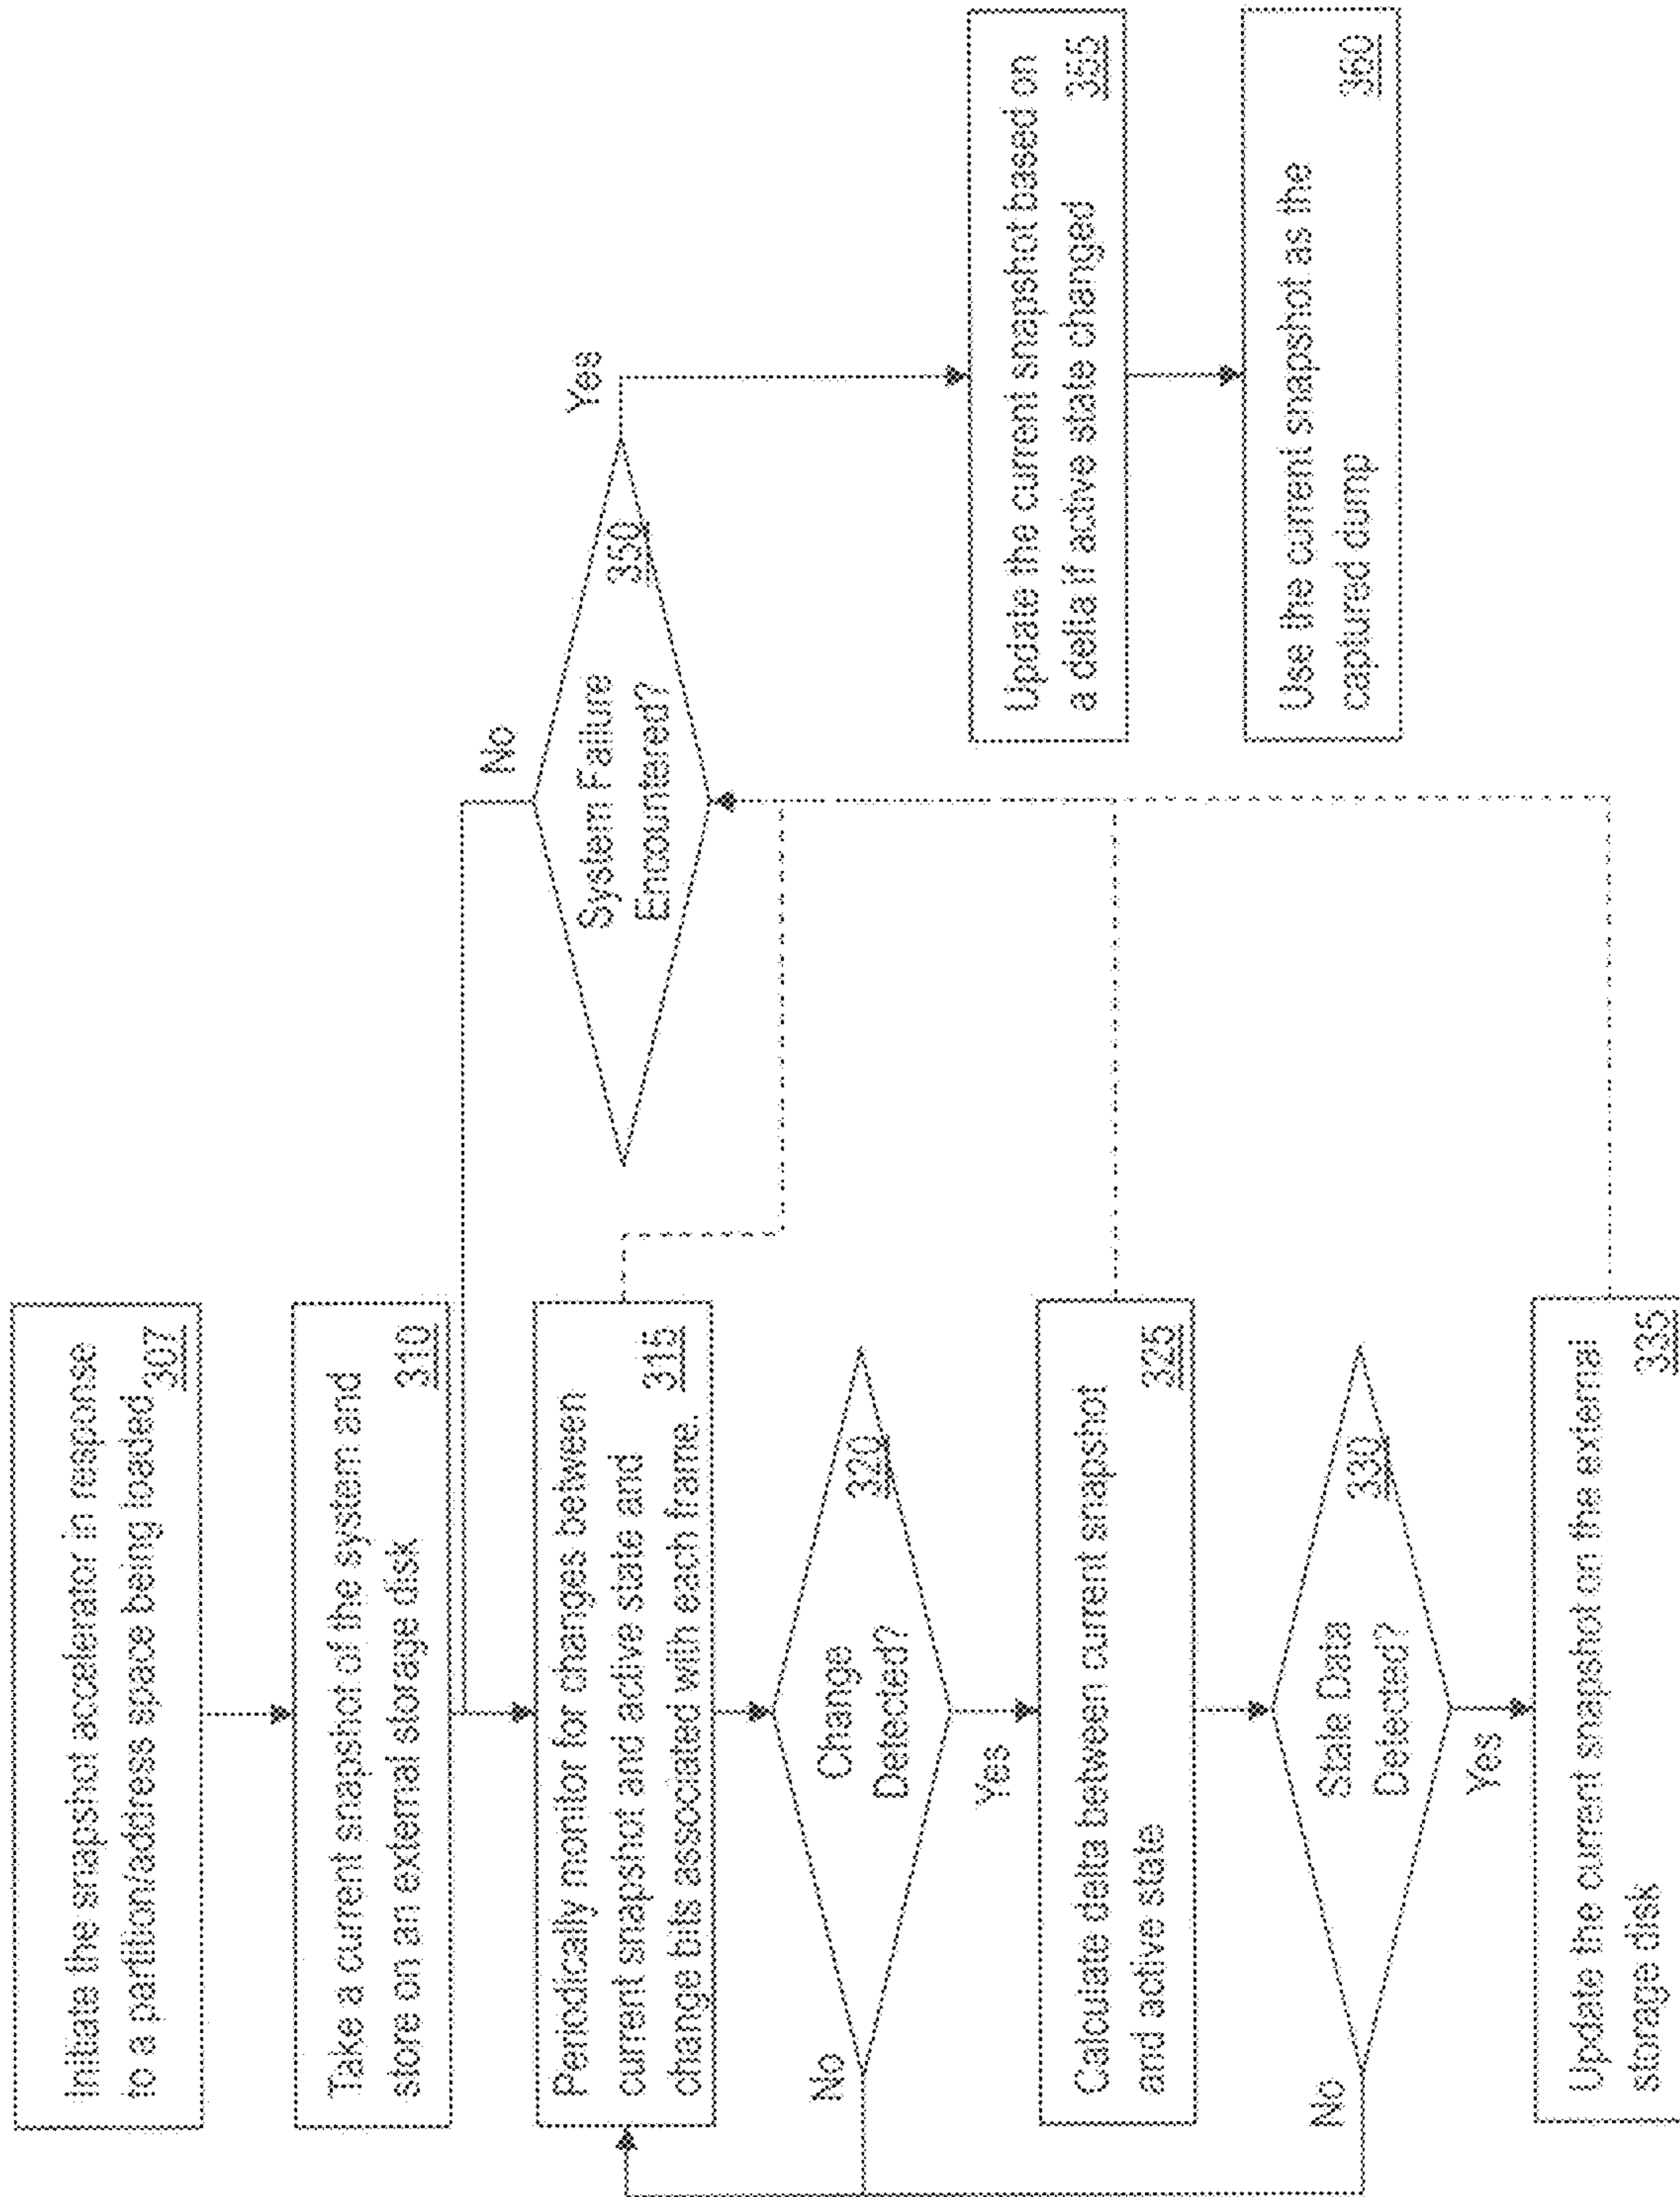 Initiate the snapshot accelerator in response
to a partition/address space being loaded 307
Take a current snapshot of the system and
store on an external storage disk 310
Periodically monitor for changes between
current snapshot and active state and 315
change bits associated with each frame.
Change
Detected?
320
No
Yes
Calculate delta between current snapshot
and active state 325
Stale Data
Detected?
330
No
Yes
Update the current snapshot on the external
storage disk 335
System Failure
Encountered?
350
No
Yes
Update the current snapshot based on
a delta if active state changed 355
Use the current snapshot as the
captured dump 360